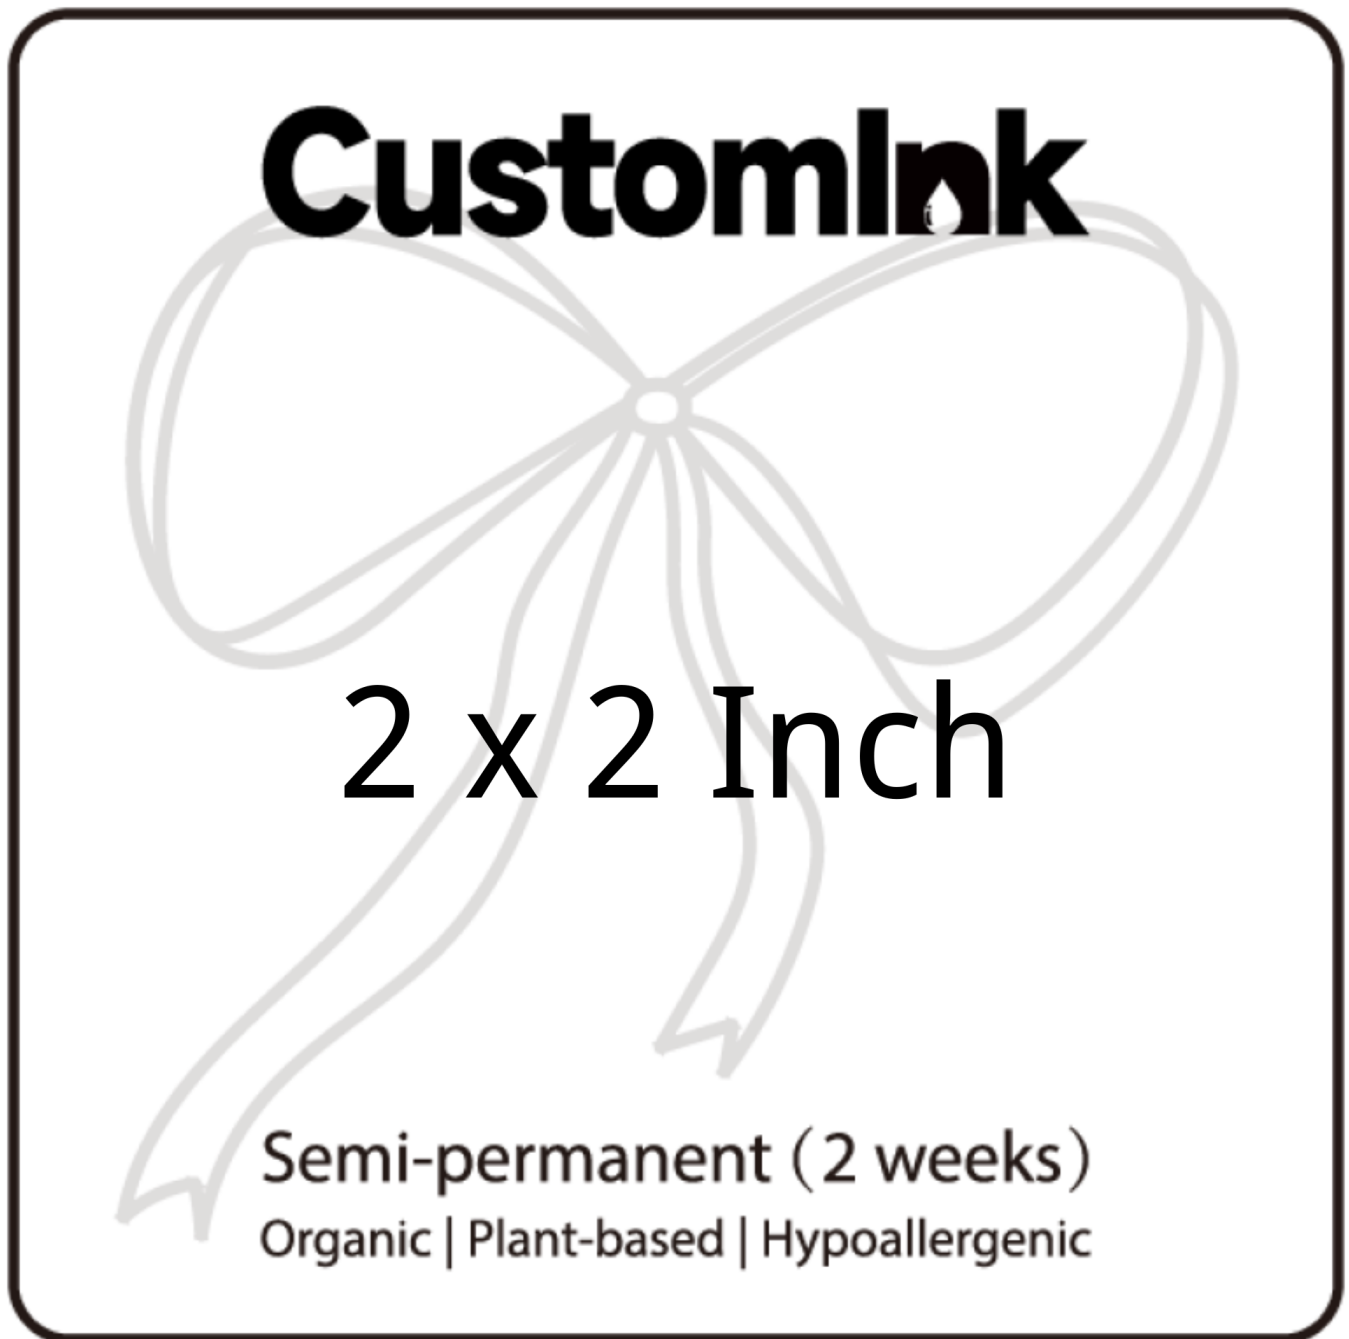 CustomInk
2 x 2 Inch
Semi-permanent（2 weeks）
Organic | Plant-based | Hypoallergenic